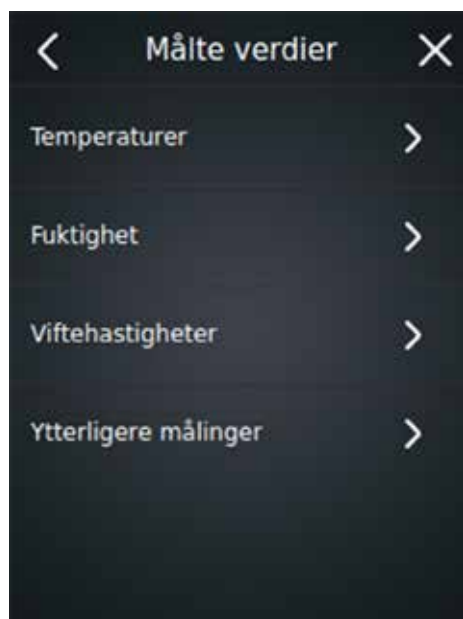 Målte verdier
Temperaturer
Fuktighet
Viftehastigheter
Ytterligere målinger